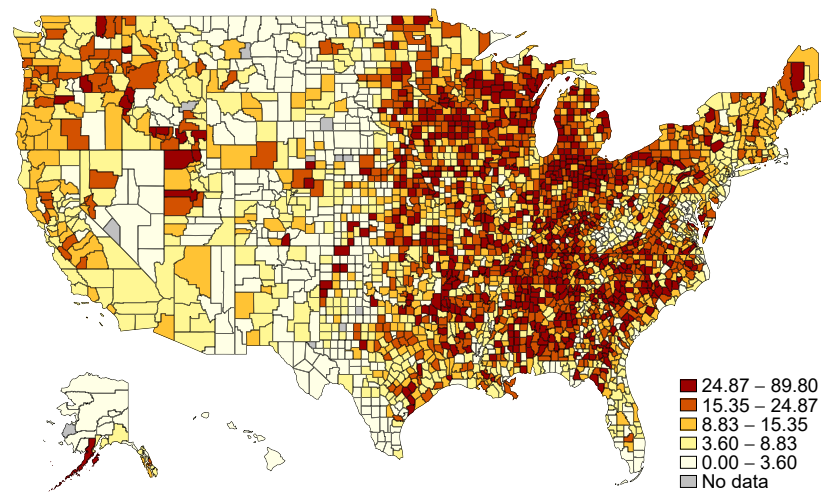 24.87 – 89.80
15.35 – 24.87
8.83 – 15.35
3.60 – 8.83
0.00 – 3.60
No data